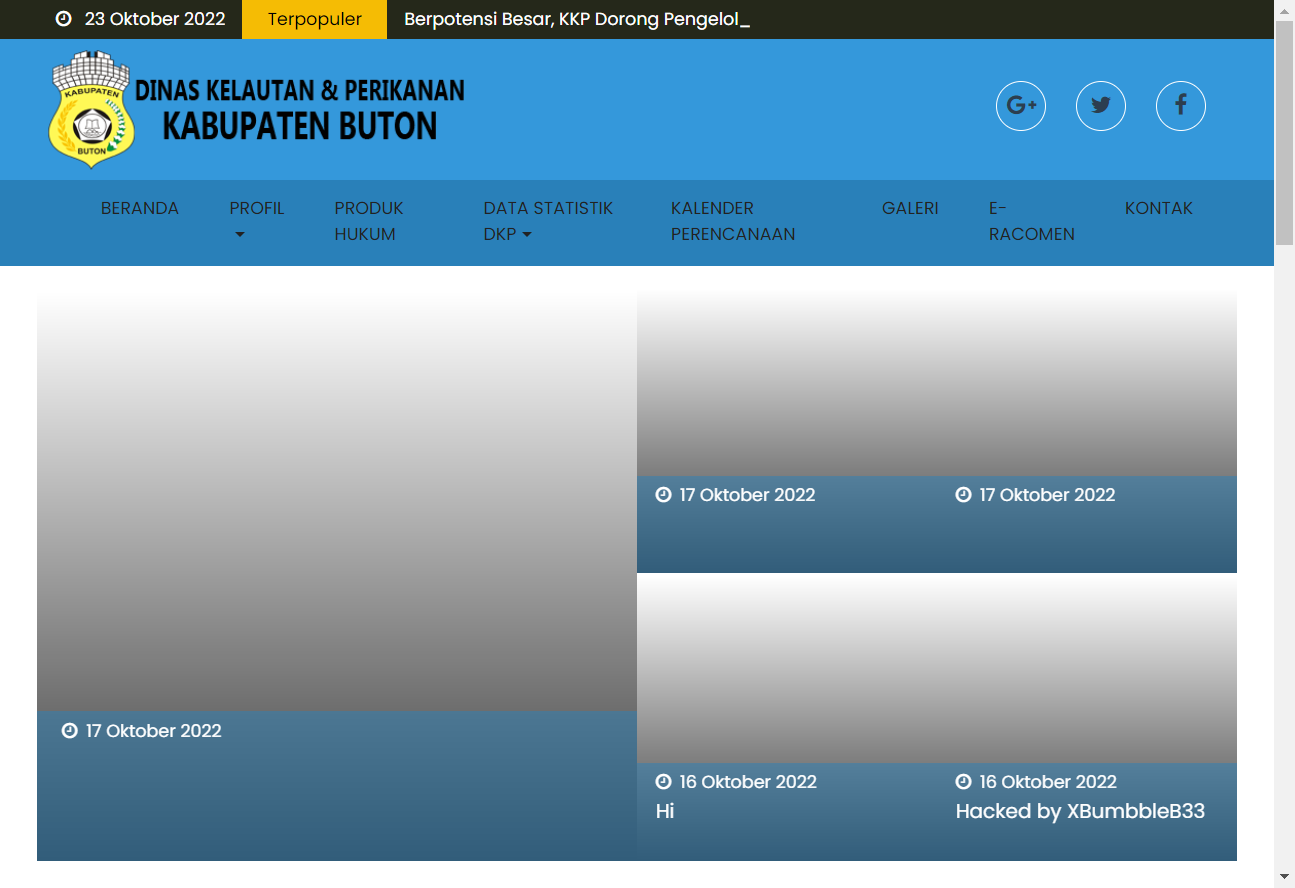 23 Oktober 2022 Terpopuler Berpotensi Besar, KKP Dorong Pengelol_
KABUPATEN
BUTON
DINAS KELAUTAN & PERIKANAN
KABUPATEN BUTON
BERANDA PROFIL PRODUK HUKUM DATA STATISTIK DKP KALENDER PERENCANAAN GALERI E-RACOMEN KONTAK
17 Oktober 2022
17 Oktober 2022
17 Oktober 2022
16 Oktober 2022
Hi
16 Oktober 2022
Hacked by XBumbbleB33